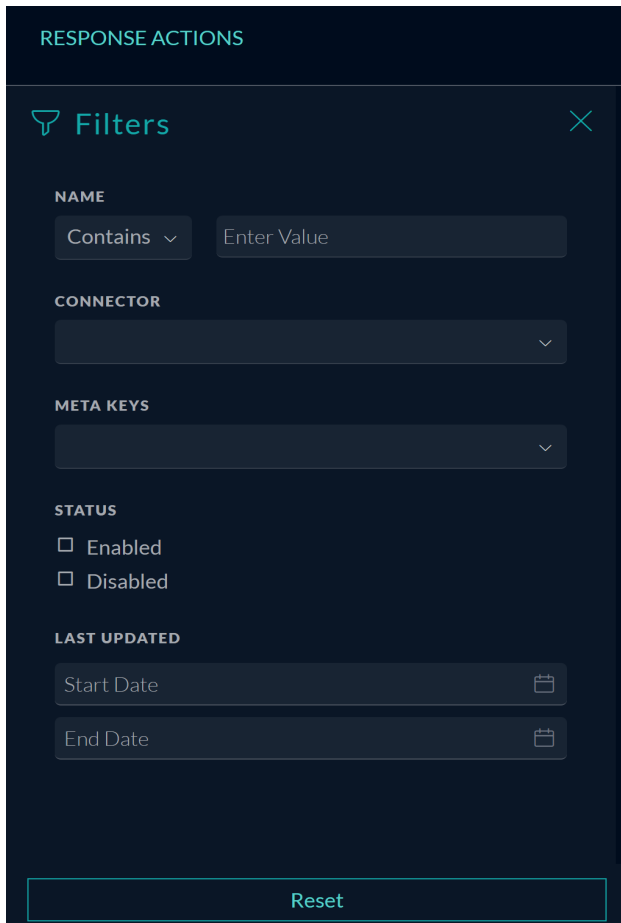 RESPONSE ACTIONS
Filters
NAME
Contains Enter Value
CONNECTOR
META KEYS
STATUS
Enabled
Disabled
LAST UPDATED
Start Date
End Date
Reset